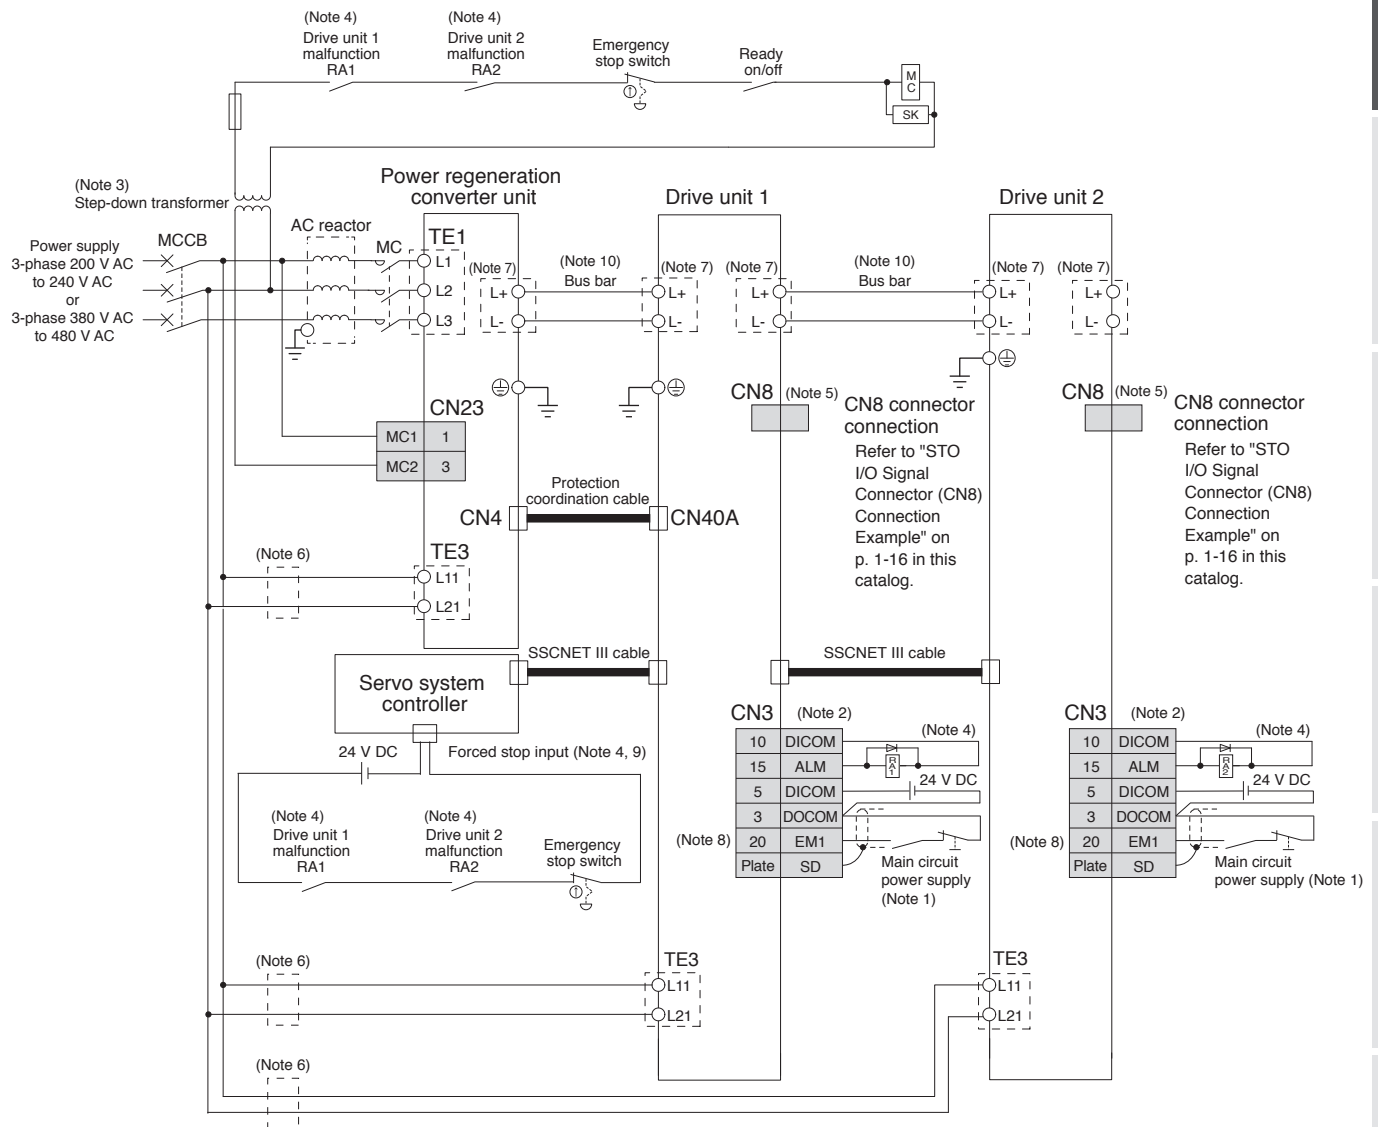 (Note 4)
Drive unit 1
malfunction
RA1
(Note 4)
Drive unit 2
malfunction
RA2
Emergency
stop switch
Ready
on/off
MC
SK
(Note 3)
Step-down transformer
Power supply
3-phase 200 V AC
to 240 V AC
or
3-phase 380 V AC
to 480 V AC
MCCB
AC reactor
MC
Power regeneration
converter unit
TE1
L1
L2
L3
(Note 7)
L+
L-
(Note 10)
Bus bar
Drive unit 1
(Note 7)
L+
L-
(Note 7)
L+
L-
(Note 10)
Bus bar
Drive unit 2
(Note 7)
L+
L-
(Note 7)
L+
L-
CN23
MC1 1
MC2 3
CN8 (Note 5)
CN8 connector
connection
Refer to "STO
I/O Signal
Connector (CN8)
Connection
Example" on
p. 1-16 in this
catalog.
CN8 (Note 5)
CN8 connector
connection
Refer to "STO
I/O Signal
Connector (CN8)
Connection
Example" on
p. 1-16 in this
catalog.
Protection
coordination cable
CN4
CN40A
(Note 6)
TE3
L11
L21
Servo system
controller
SSCNET III cable
SSCNET III cable
24 V DC
Forced stop input (Note 4, 9)
(Note 4)
Drive unit 1
malfunction
RA1
(Note 4)
Drive unit 2
malfunction
RA2
Emergency
stop switch
CN3 (Note 2)
10 DICOM
15 ALM
5 DICOM
3 DOCOM
(Note 8) 20 EM1
Plate SD
(Note 4)
RA1
24 V DC
Main circuit
power supply
(Note 1)
CN3 (Note 2)
10 DICOM
15 ALM
5 DICOM
3 DOCOM
(Note 8) 20 EM1
Plate SD
(Note 4)
RA2
24 V DC
Main circuit
power supply (Note 1)
(Note 6)
TE3
L11
L21
TE3
L11
L21
(Note 6)